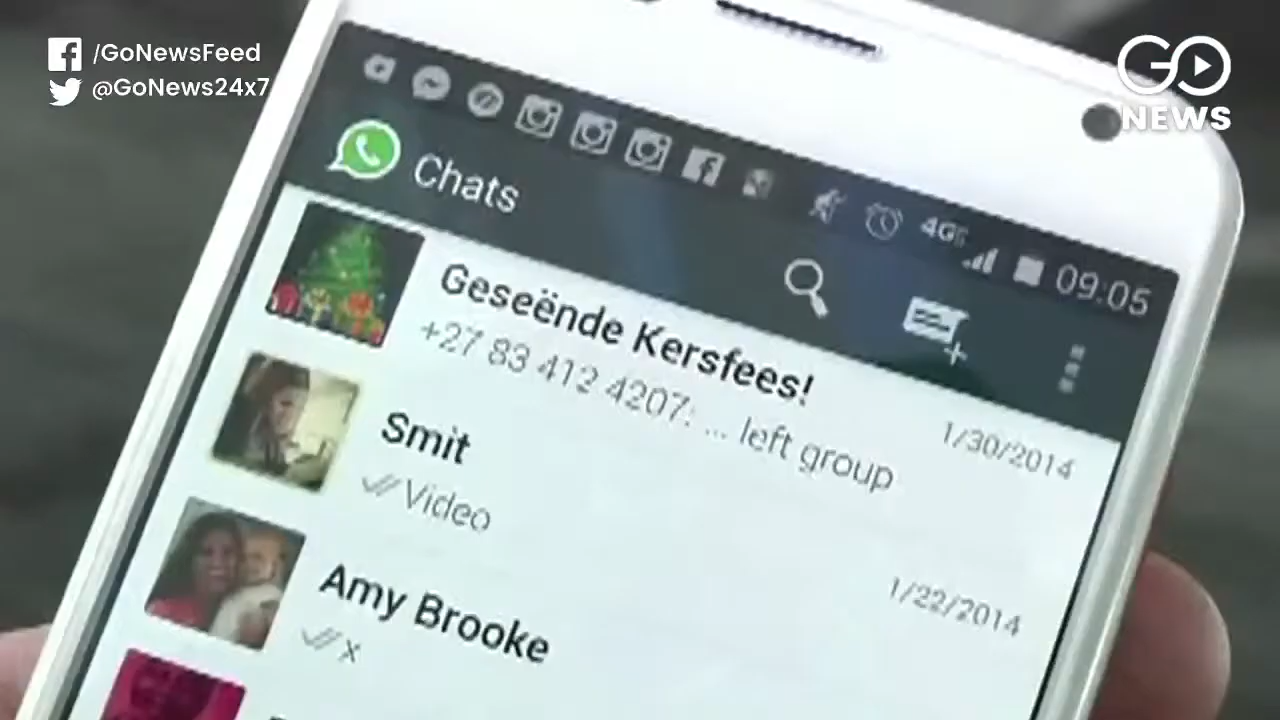 /GoNewsFeed
@GoNews24x7
GO
NEWS
4G
09:05
Chats
Geseënde Kersfees!
+27 83 412 4207: ... left group
1/30/2014
Smit
Video
1/22/2014
Amy Brooke
x